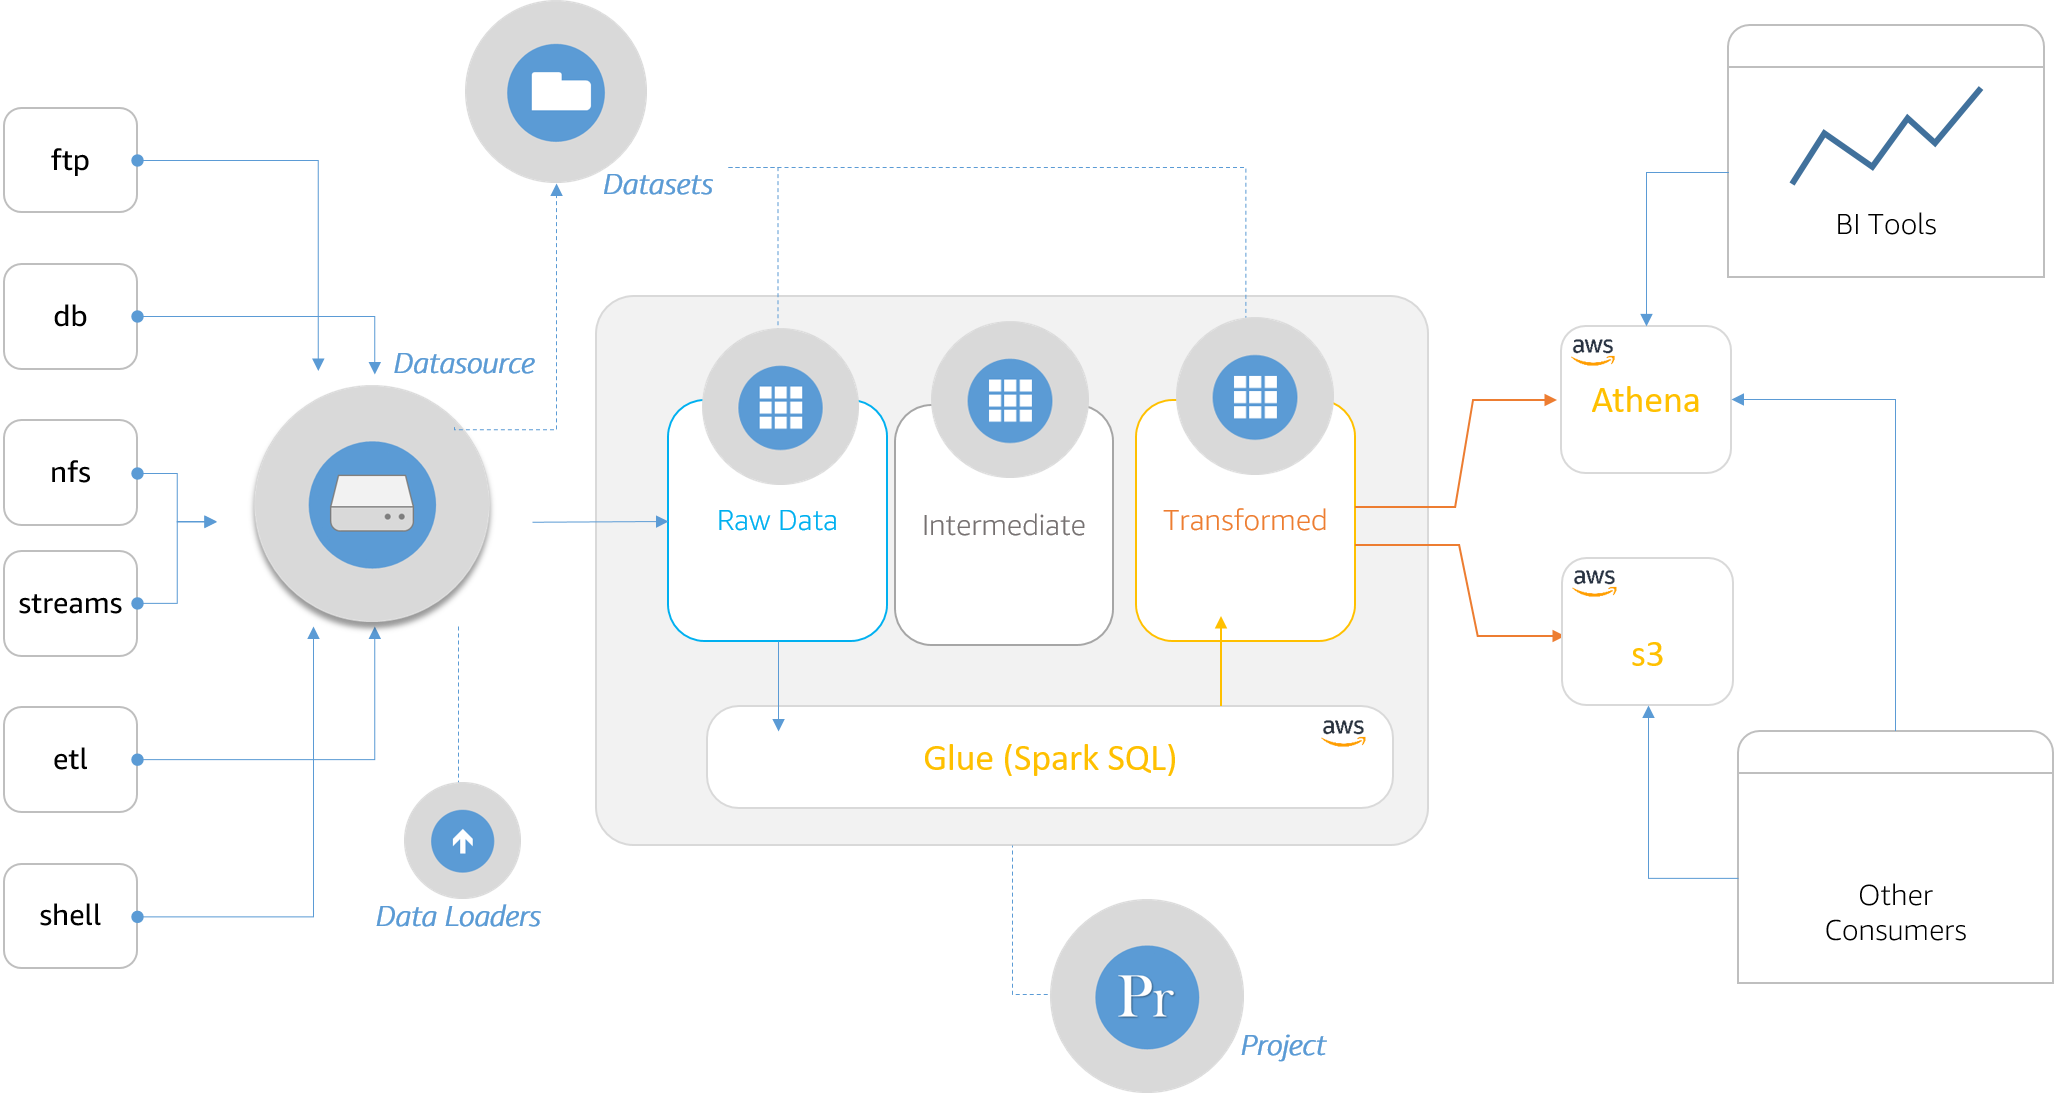 ftp
db
nfs
streams
etl
shell
Datasource
Datasets
Data Loaders
Raw Data
Intermediate
Transformed
aws
Glue (Spark SQL)
Pr
Project
BI Tools
aws
Athena
aws
s3
Other
Consumers